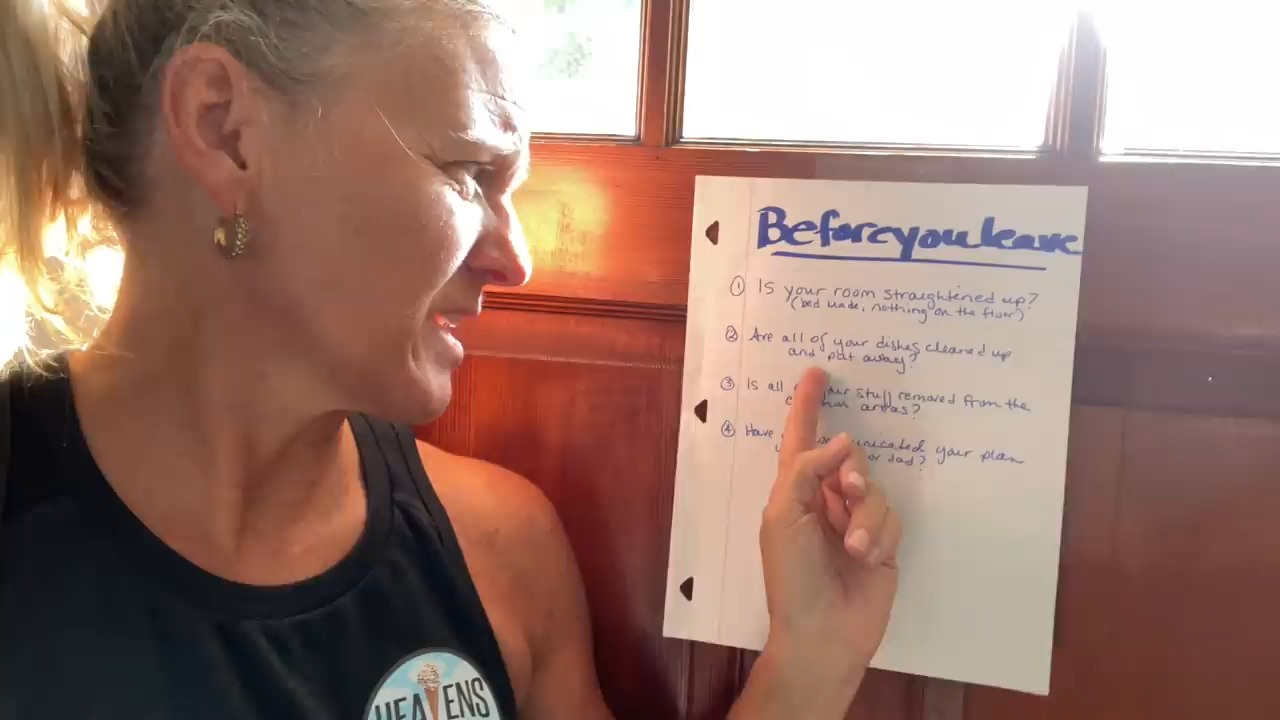 Before you leave
① Is your room straightened up?
(bed made, nothing on the floor)
② Are all of your dishes cleaned up
and put away?
③ Is all your stuff removed from the
areas?
④ Have your plan
or dad?
HEAVENS